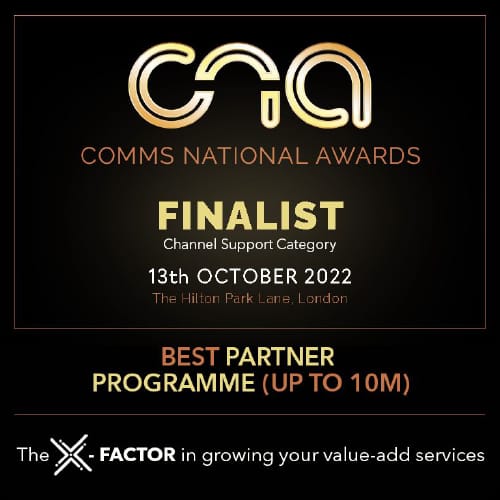 cna
COMMS NATIONAL AWARDS
FINALIST
Channel Support Category
13th OCTOBER 2022
The Hilton Park Lane, London
BEST PARTNER
PROGRAMME (UP TO 10M)
The X - FACTOR in growing your value-add services